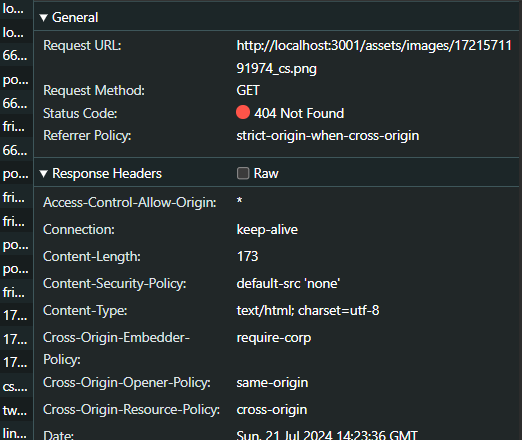 lo...
lo...
66...
po...
66...
fri...
66...
po...
fri...
fri...
po...
po...
fri...
17...
17...
17...
cs....
tw...
lin...
General
Request URL:
http://localhost:3001/assets/images/17215711
91974_cs.png
Request Method:
GET
Status Code:
404 Not Found
Referrer Policy:
strict-origin-when-cross-origin
Response Headers
Raw
Access-Control-Allow-Origin:
*
Connection:
keep-alive
Content-Length:
173
Content-Security-Policy:
default-src 'none'
Content-Type:
text/html; charset=utf-8
Cross-Origin-Embedder-
Policy:
require-corp
Cross-Origin-Opener-Policy:
same-origin
Cross-Origin-Resource-Policy:
cross-origin
Date:
Sun, 21 Jul 2024 14:23:36 GMT